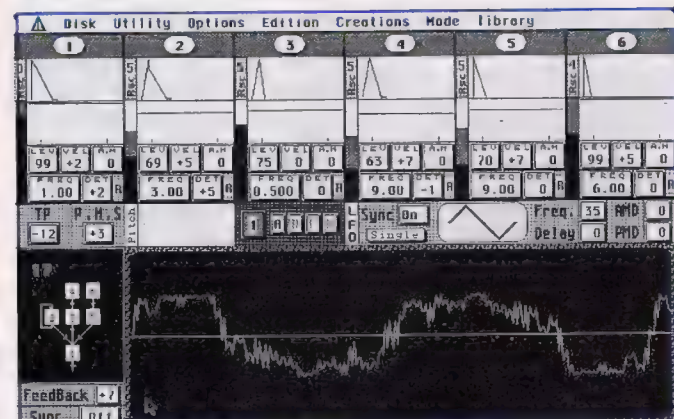 Disk Utility Options Edition Creations Mode library
1 2 3 4 5 6
LEV VEL A.M LEV VEL A.M LEV VEL A.M LEV VEL A.M LEV VEL A.M LEV VEL A.M
99 +2 0 69 +5 0 75 0 0 63 +7 0 70 +7 0 99 +5 0
FREQ DET FREQ DET FREQ DET FREQ DET FREQ DET FREQ DET
1.00 +2 R 3.00 +5 R 0.500 0 R 9.00 -1 R 9.00 0 R 6.00 0 R
TP P.M.S Pitch LFO Sync On Freq. 35 AMD 0
-12 +3 Single Delay 0 PMD 0
FeedBack +7
Sync Off